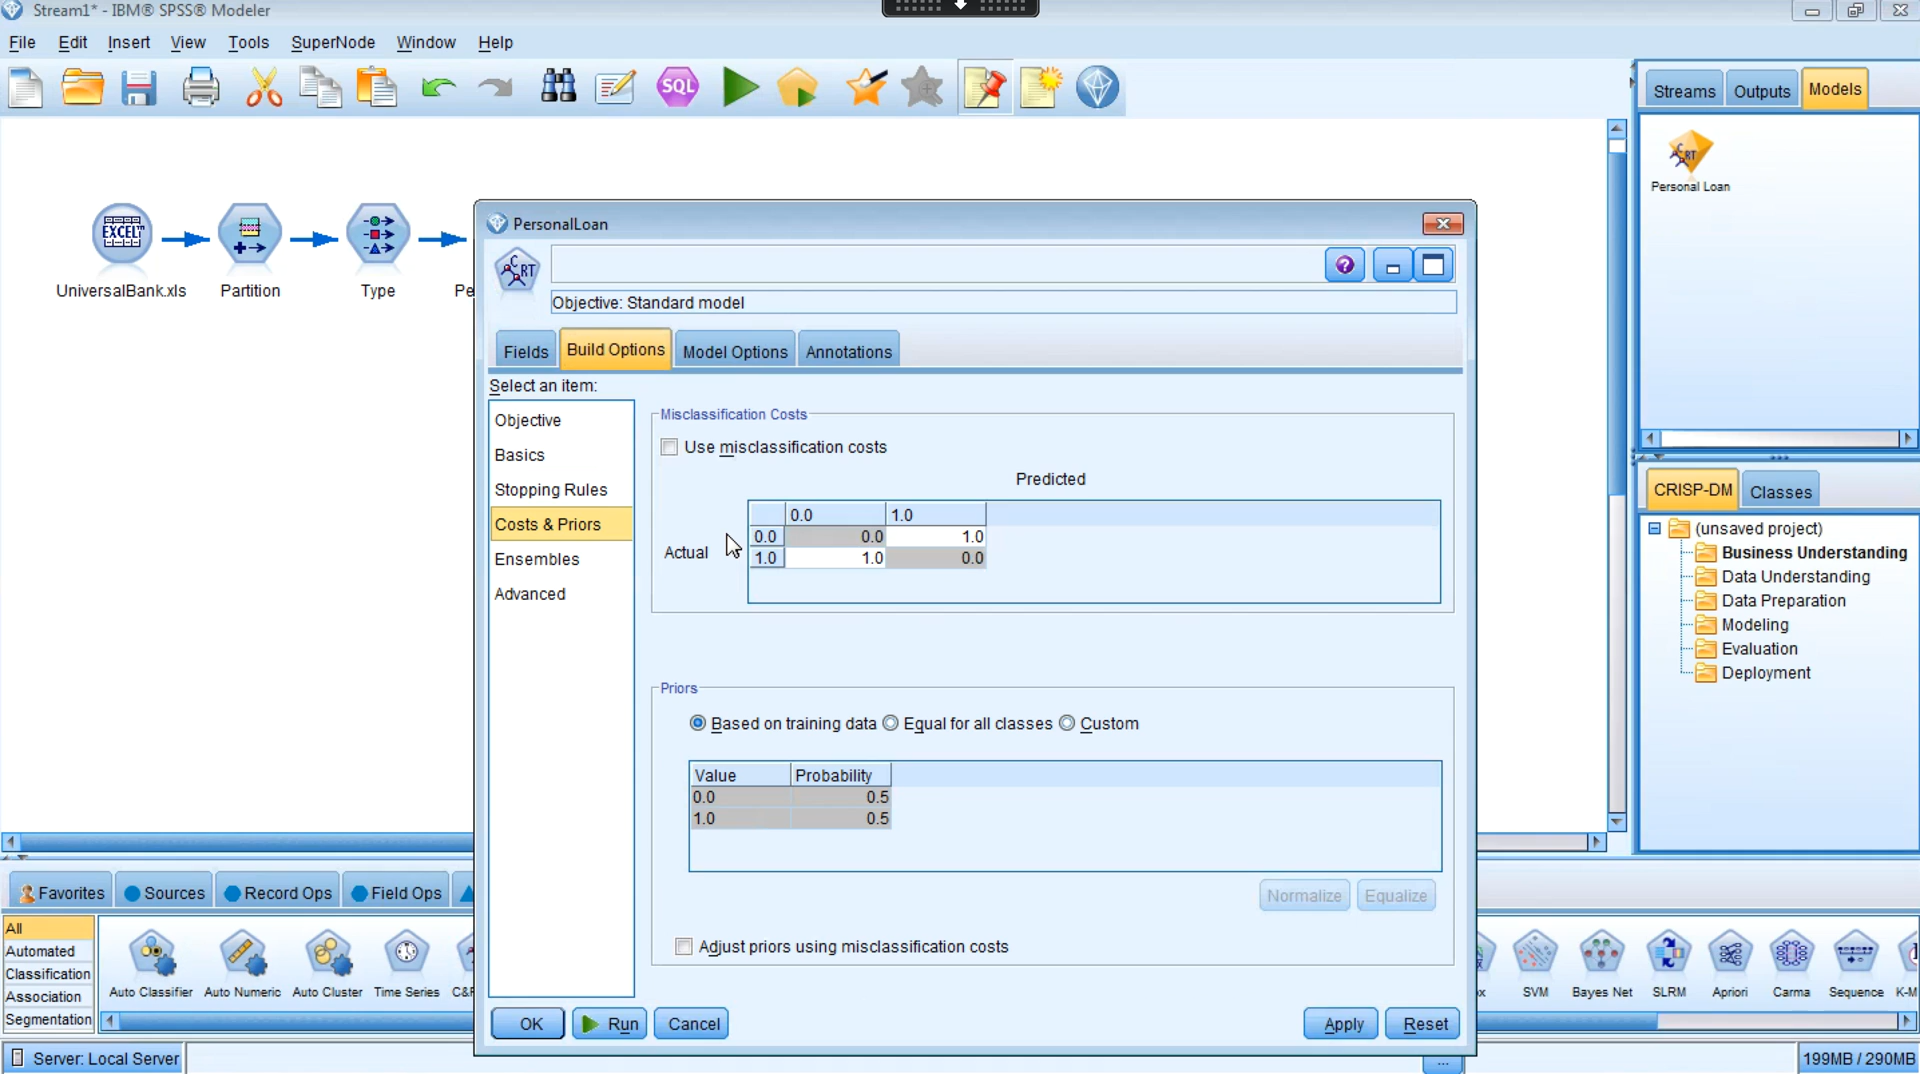 Stream1* - IBM® SPSS® Modeler
File Edit Insert View Tools SuperNode Window Help
SQL
Streams Outputs Models
CRT
Personal Loan
EXCEL™
UniversalBank.xls Partition Type Pe
PersonalLoan
CRT
Objective: Standard model
Fields Build Options Model Options Annotations
Select an item:
Objective
Basics
Stopping Rules
Costs & Priors
Ensembles
Advanced
Misclassification Costs
Use misclassification costs
Predicted
0.0 1.0
0.0 0.0 1.0
Actual
1.0 1.0 0.0
Priors
Based on training data Equal for all classes Custom
Value Probability
0.0 0.5
1.0 0.5
Normalize Equalize
Adjust priors using misclassification costs
OK Run Cancel Apply Reset
CRISP-DM Classes
(unsaved project)
Business Understanding
Data Understanding
Data Preparation
Modeling
Evaluation
Deployment
Favorites Sources Record Ops Field Ops
All
Automated
Classification
Association
Segmentation
Auto Classifier Auto Numeric Auto Cluster Time Series C&F
ox SVM Bayes Net SLRM Apriori Carma Sequence K-M
Server: Local Server
...
199MB / 290MB